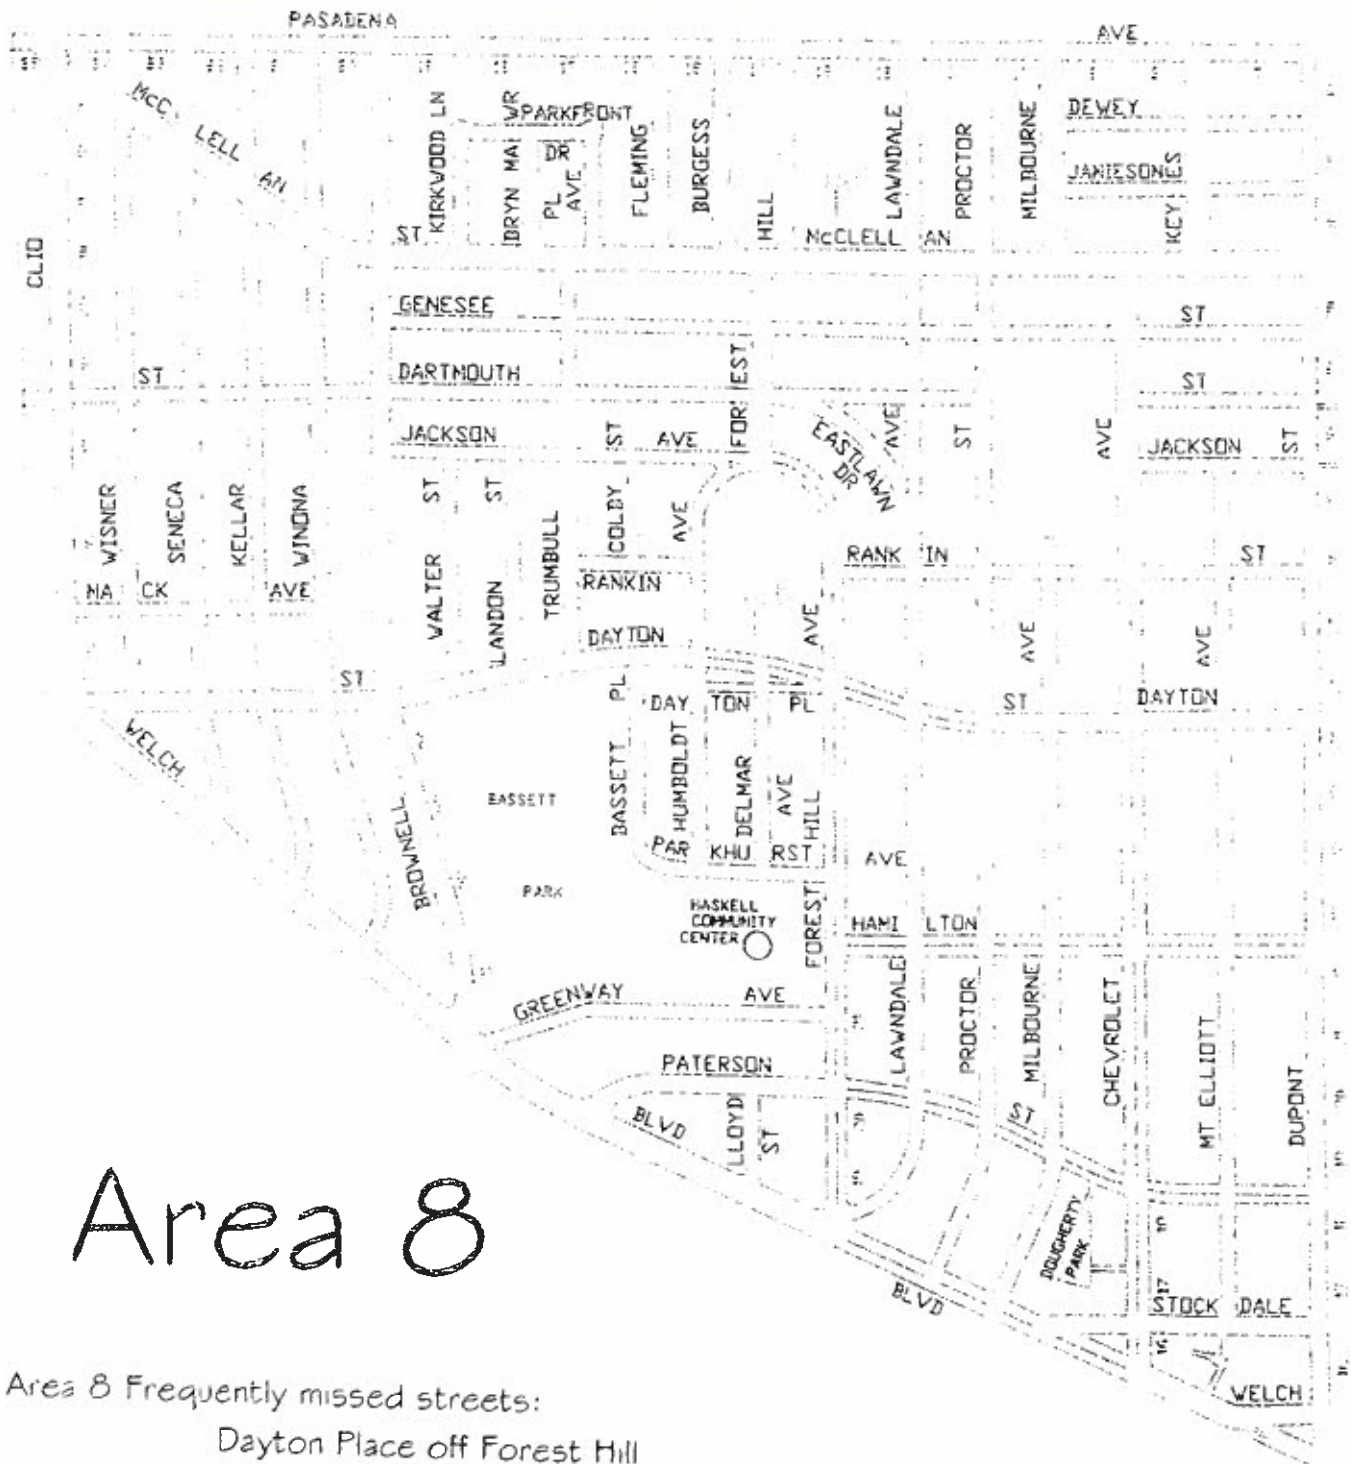 PASADENA AVE
McC LELL AN ST
KIRKWOOD LN
BRYN MAWR
PARKFRONT DR
PL
AVE
FLEMING
BURGESS
HILL
McCLELL AN
LAWNDALE
PROCTOR
MILBOURNE
DEWEY
JAMIESON
KEYES
CLIO
GENESEE ST
DARTMOUTH ST
ST
FOR EST
JACKSON AVE
ST
EASTLAWN DR
AVE
ST
AVE
JACKSON ST
WISNER
SENECA
KELLAR
WINONA
WALTER ST
LANDON ST
TRUMBULL
COLBY
AVE
RANK IN ST
MA CK AVE
RANKIN
DAYTON
AVE
AVE
AVE
ST
BASSETT PL
DAY TON PL
ST
DAYTON
WELCH
BROWNELL
BASSETT
PARK
HUMBOLDT
DELMAR
AVE
HILL
PAR KHU RST AVE
HASKELL
COMMUNITY
CENTER
FOREST
HAMI LTON
GREENWAY AVE
LAWNDALE
PROCTOR
MILBOURNE
CHEVROLET
MT ELLIOTT
DUPONT
PATERSON ST
BLVD
LLOYD ST
DOUGHERTY
PARK
BLVD
STOCK DALE
WELCH
Area 8
Area 8 Frequently missed streets:
Dayton Place off Forest Hill